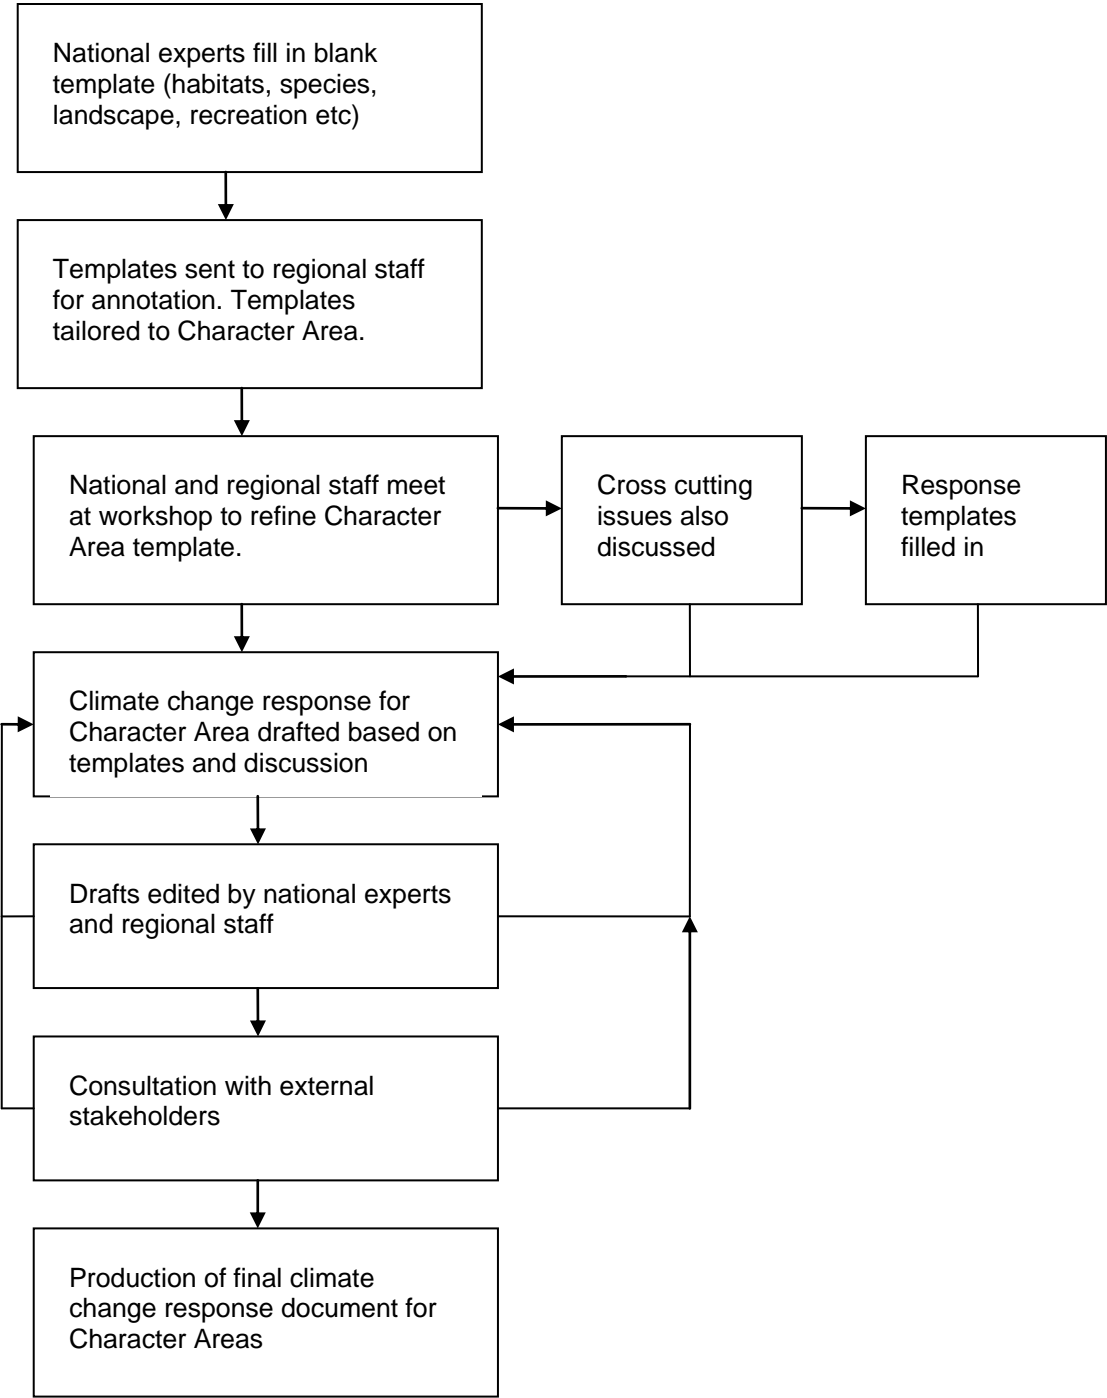 National experts fill in blank
template (habitats, species,
landscape, recreation etc)
Templates sent to regional staff
for annotation. Templates
tailored to Character Area.
National and regional staff meet
at workshop to refine Character
Area template.
Cross cutting
issues also
discussed
Response
templates
filled in
Climate change response for
Character Area drafted based on
templates and discussion
Drafts edited by national experts
and regional staff
Consultation with external
stakeholders
Production of final climate
change response document for
Character Areas